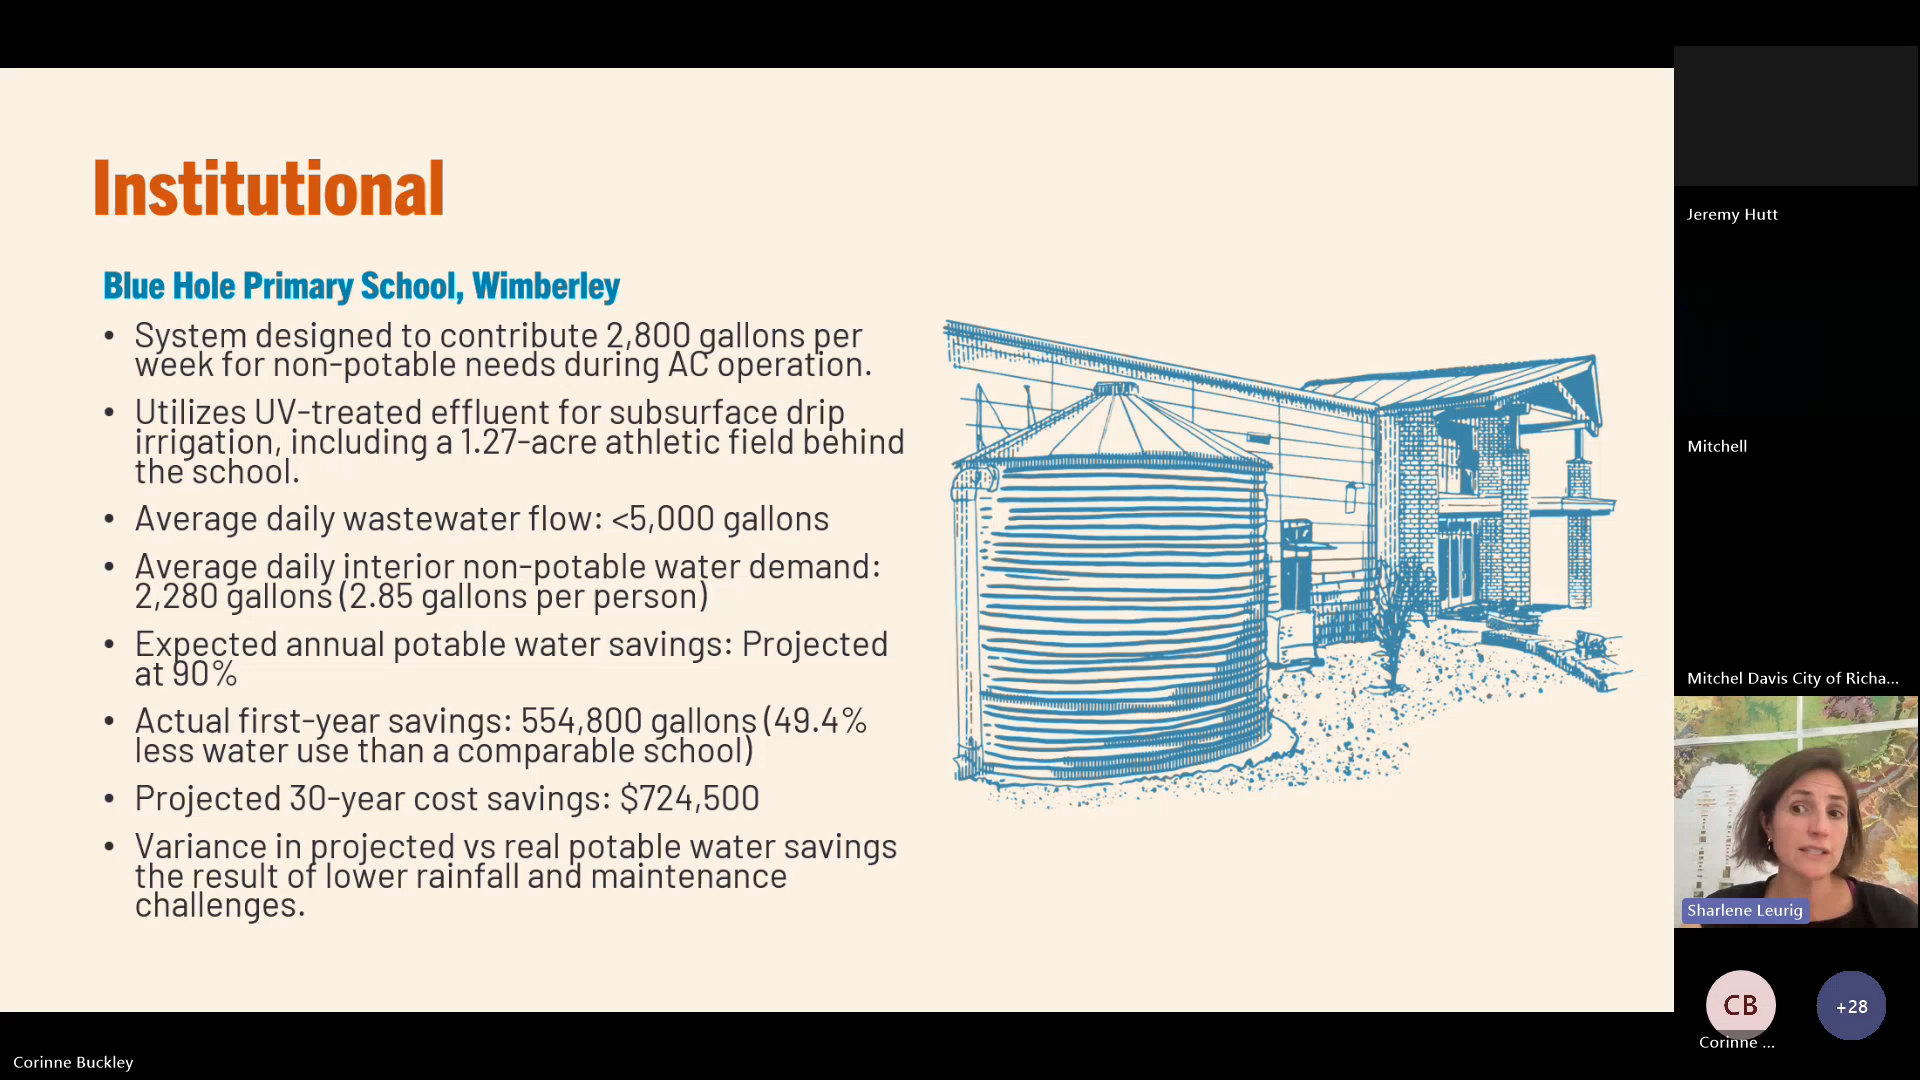 Institutional
Blue Hole Primary School, Wimberley
• System designed to contribute 2,800 gallons per
week for non-potable needs during AC operation.
• Utilizes UV-treated effluent for subsurface drip
irrigation, including a 1.27-acre athletic field behind
the school.
• Average daily wastewater flow: <5,000 gallons
• Average daily interior non-potable water demand:
2,280 gallons (2.85 gallons per person)
• Expected annual potable water savings: Projected
at 90%
• Actual first-year savings: 554,800 gallons (49.4%
less water use than a comparable school)
• Projected 30-year cost savings: $724,500
• Variance in projected vs real potable water savings
the result of lower rainfall and maintenance
challenges.
Corinne Buckley
Jeremy Hutt
Mitchell
Mitchel Davis City of Richa...
Sharlene Leurig
CB
+28
Corinne ...